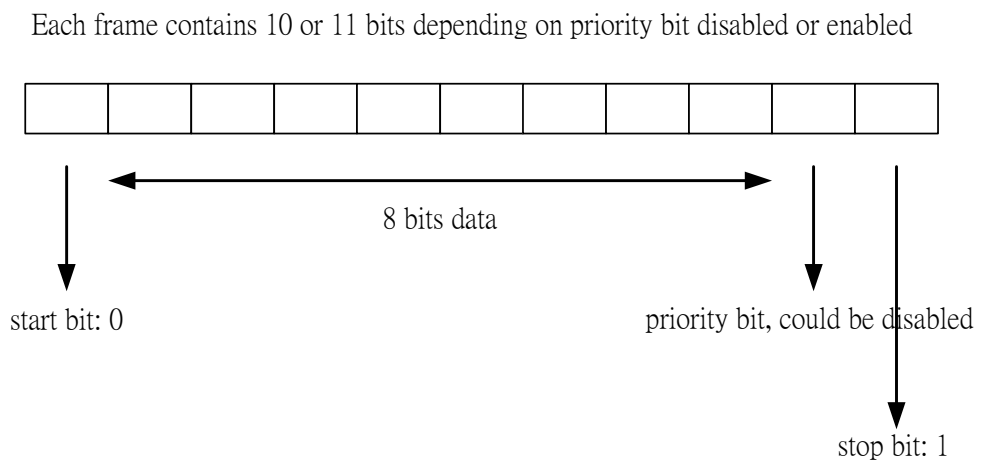 Each frame contains 10 or 11 bits depending on priority bit disabled or enabled
8 bits data
start bit: 0
priority bit, could be disabled
stop bit: 1